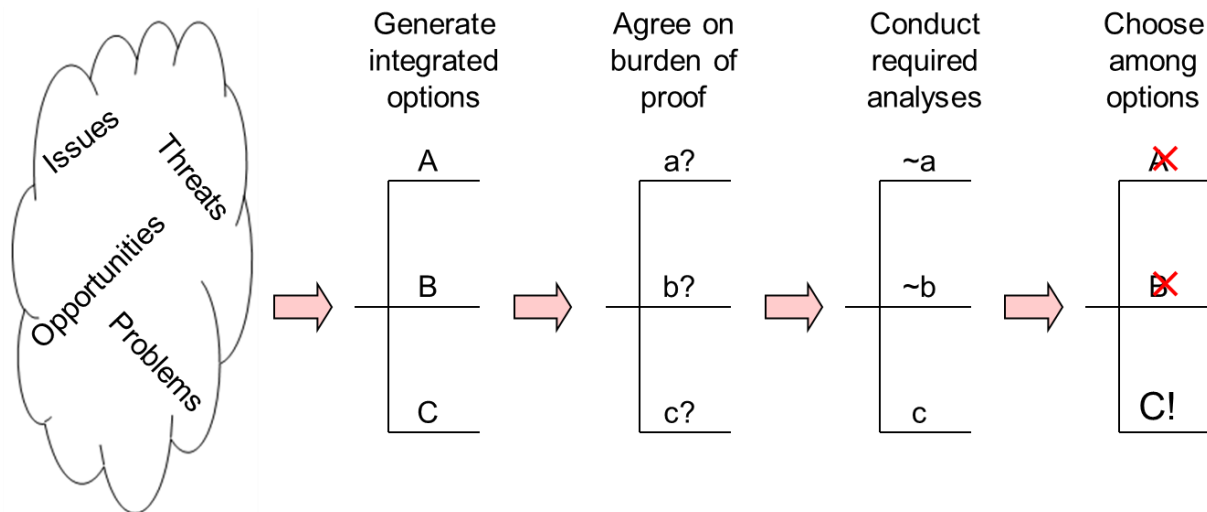 Issues
Threats
Opportunities
Problems
Generate
integrated
options
A
B
C
Agree on
burden of
proof
a?
b?
c?
Conduct
required
analyses
~a
~b
c
Choose
among
options
A
B
C!